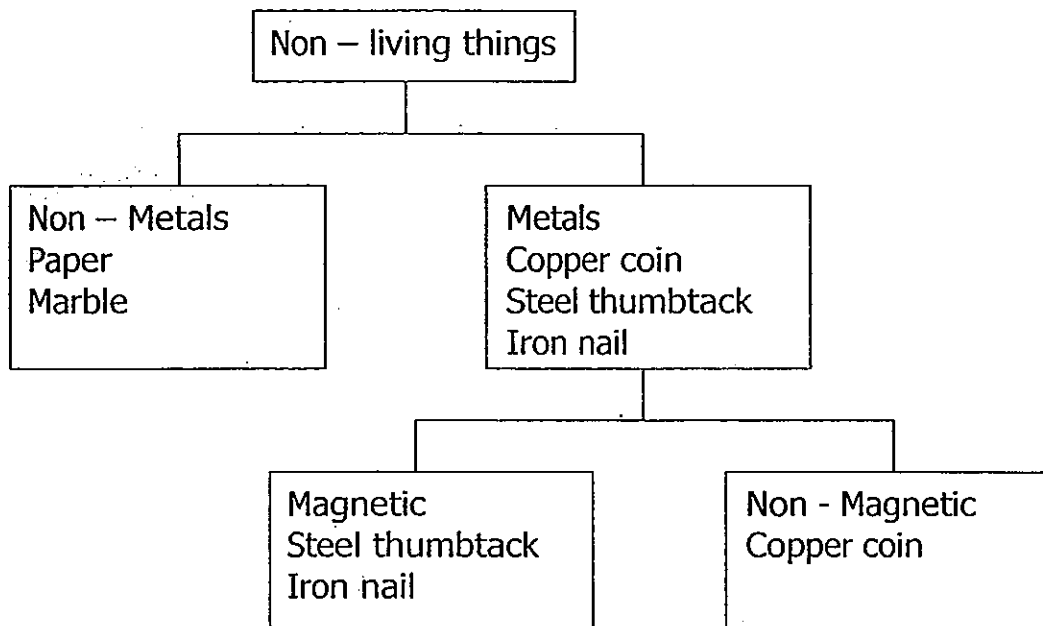 Non – living things
Non – Metals
Paper
Marble
Metals
Copper coin
Steel thumbtack
Iron nail
Magnetic
Steel thumbtack
Iron nail
Non - Magnetic
Copper coin